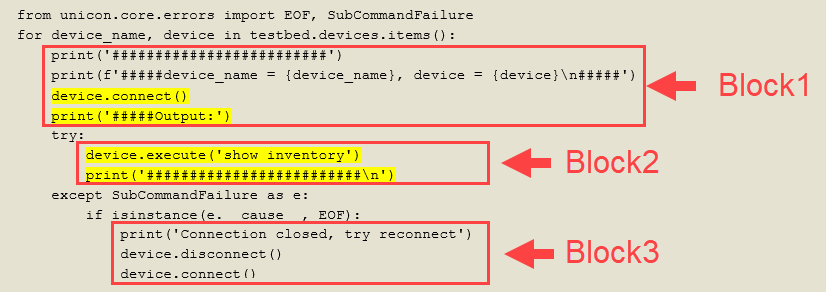 from unicon.core.errors import EOF, SubCommandFailure
for device_name, device in testbed.devices.items():
print('#########################')
print(f'#####device_name = {device_name}, device = {device}\n#####')
Block1
device.connect()
print('#####Output:')
try:
device.execute('show inventory')
Block2
print('#########################\n')
except SubCommandFailure as e:
if isinstance(e.__cause__, EOF):
print('Connection closed, try reconnect')
device.disconnect()
Block3
device.connect()